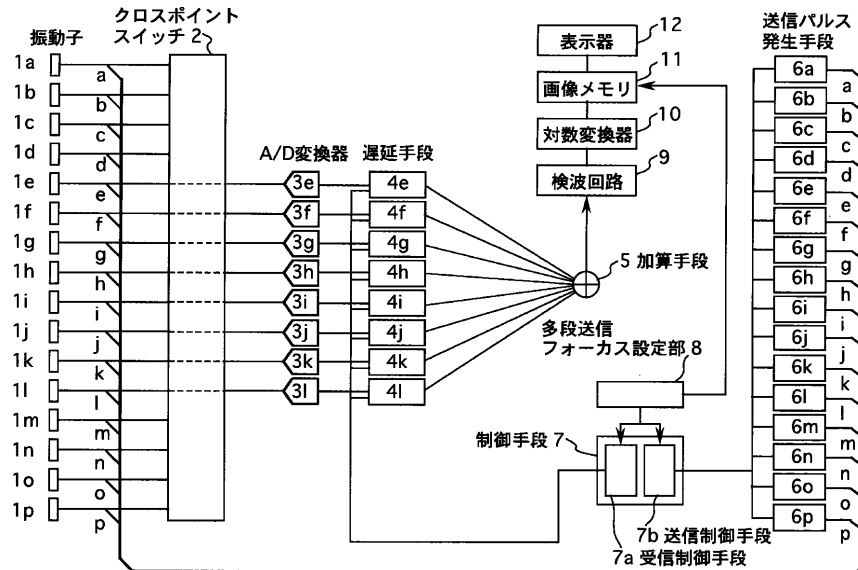 クロスポイント
スイッチ 2
振動子
1a
1b
1c
1d
1e
1f
1g
1h
1i
1j
1k
1l
1m
1n
1o
1p
a
b
c
d
e
f
g
h
i
j
k
l
m
n
o
p
A/D変換器
3e
3f
3g
3h
3i
3j
3k
3l
遅延手段
4e
4f
4g
4h
4i
4j
4k
4l
5 加算手段
表示器
12
画像メモリ
11
対数変換器
10
検波回路
9
多段送信
フォーカス設定部 8
制御手段 7
7b 送信制御手段
7a 受信制御手段
送信パルス
発生手段
6a
6b
6c
6d
6e
6f
6g
6h
6i
6j
6k
6l
6m
6n
6o
6p
a
b
c
d
e
f
g
h
i
j
k
l
m
n
o
p